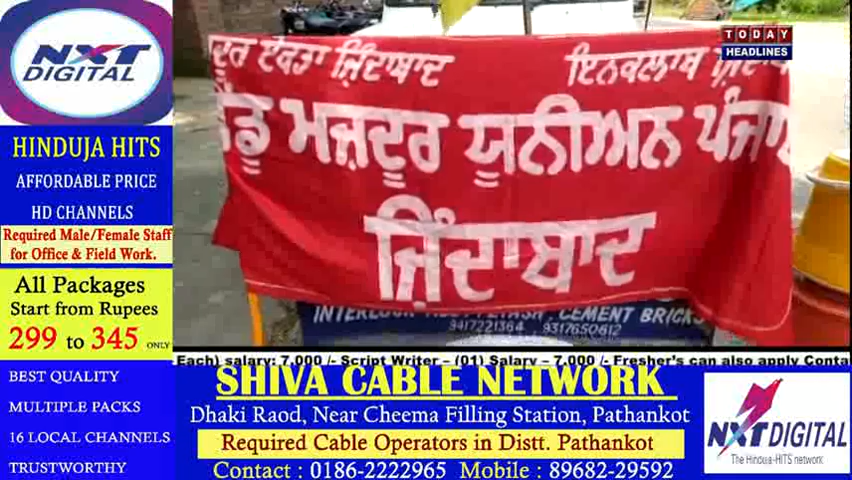 NXT
DIGITAL
HINDUJA HITS
AFFORDABLE PRICE
HD CHANNELS
Required Male/Female Staff
for Office & Field Work.
All Packages
Start from Rupees
299 to 345 ONLY
BEST QUALITY
MULTIPLE PACKS
16 LOCAL CHANNELS
TRUSTWORTHY
TODAY
HEADLINES
ਏਕਤਾ ਜ਼ਿੰਦਾਬਾਦ
ਇਨਕਲਾਬ
ਮਜ਼ਦੂਰ ਯੂਨੀਅਨ
ਜ਼ਿੰਦਾਬਾਦ
CEMENT BRICKS
9417221364, 9317650612
Each) salary: 7,000 /- Script Writer – (01) Salary – 7,000 /- Fresher's can also apply Conta
SHIVA CABLE NETWORK
Dhaki Raod, Near Cheema Filling Station, Pathankot
Required Cable Operators in Distt. Pathankot
Contact : 0186-2222965 Mobile : 89682-29592
NXT DIGITAL
The Hinduja-HITS network